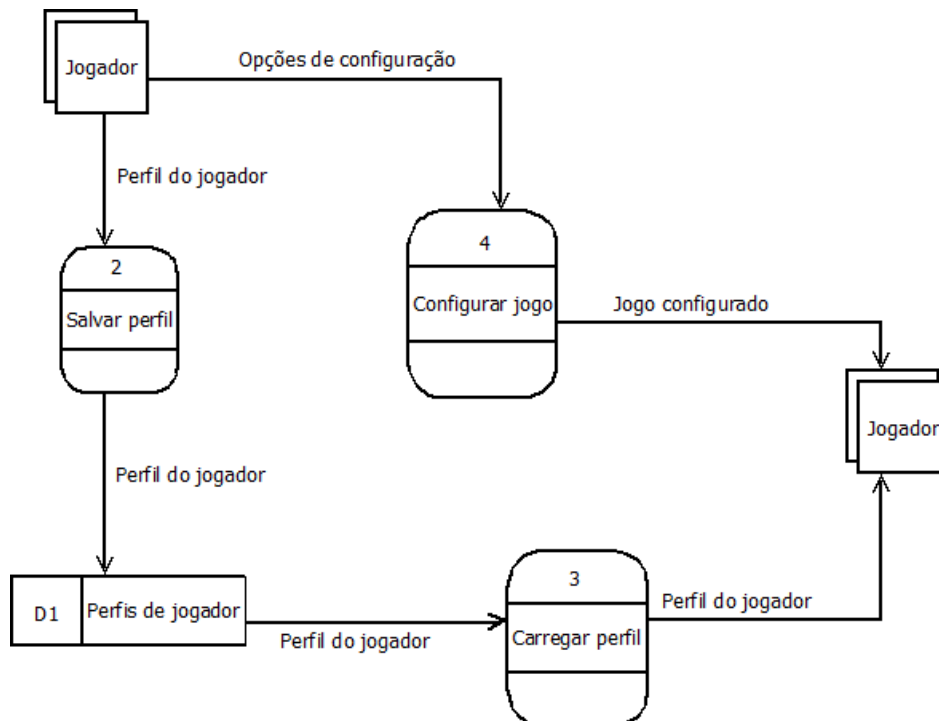 Jogador
Opções de configuração
Perfil do jogador
4
2
Configurar jogo
Salvar perfil
Jogo configurado
Jogador
Perfil do jogador
3
D1
Perfis de jogador
Perfil do jogador
Perfil do jogador
Carregar perfil